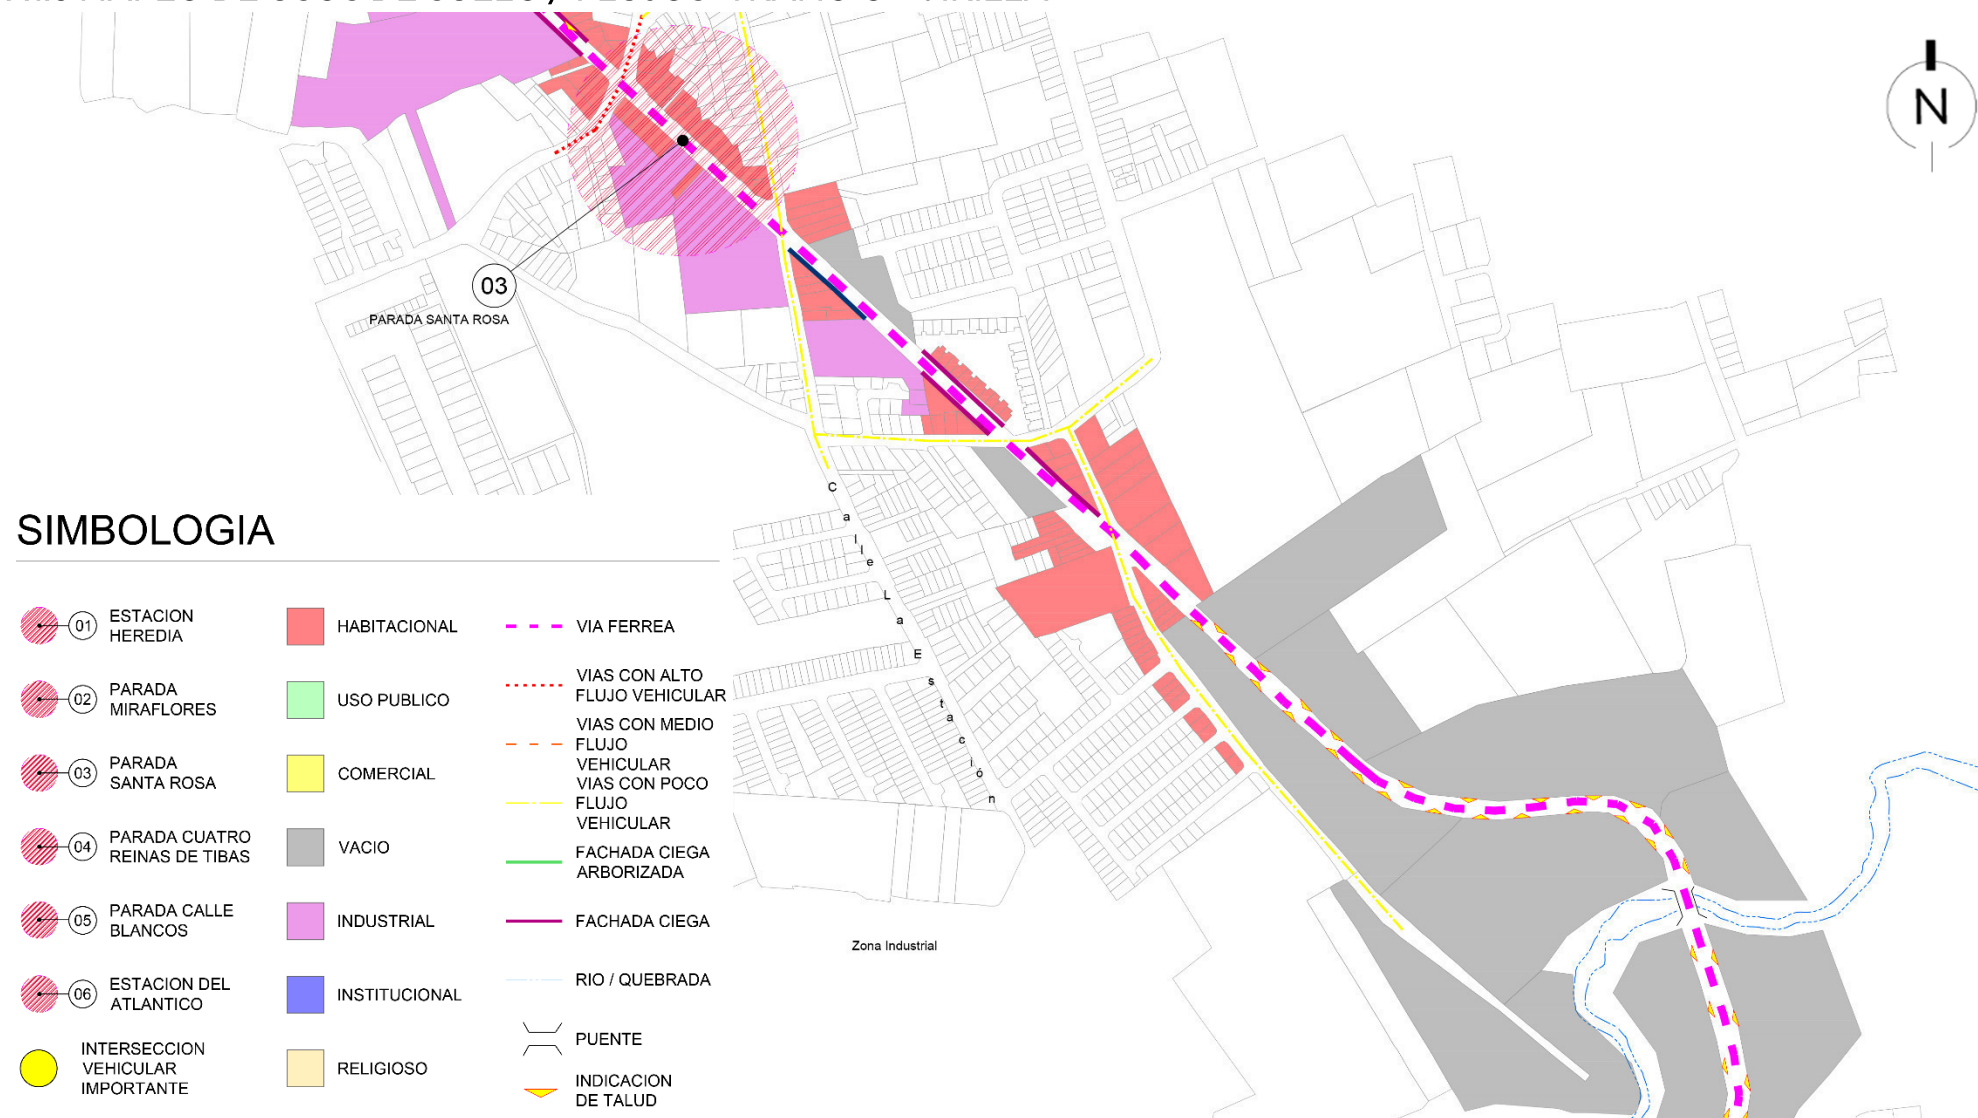 N
03
PARADA SANTA ROSA
Calle La Estación
Zona Industrial
SIMBOLOGIA
01
ESTACION
HEREDIA
02
PARADA
MIRAFLORES
03
PARADA
SANTA ROSA
04
PARADA CUATRO
REINAS DE TIBAS
05
PARADA CALLE
BLANCOS
06
ESTACION DEL
ATLANTICO
INTERSECCION
VEHICULAR
IMPORTANTE
HABITACIONAL
USO PUBLICO
COMERCIAL
VACIO
INDUSTRIAL
INSTITUCIONAL
RELIGIOSO
VIA FERREA
VIAS CON ALTO
FLUJO VEHICULAR
VIAS CON MEDIO
FLUJO
VEHICULAR
VIAS CON POCO
FLUJO
VEHICULAR
FACHADA CIEGA
ARBORIZADA
FACHADA CIEGA
RIO / QUEBRADA
PUENTE
INDICACION
DE TALUD